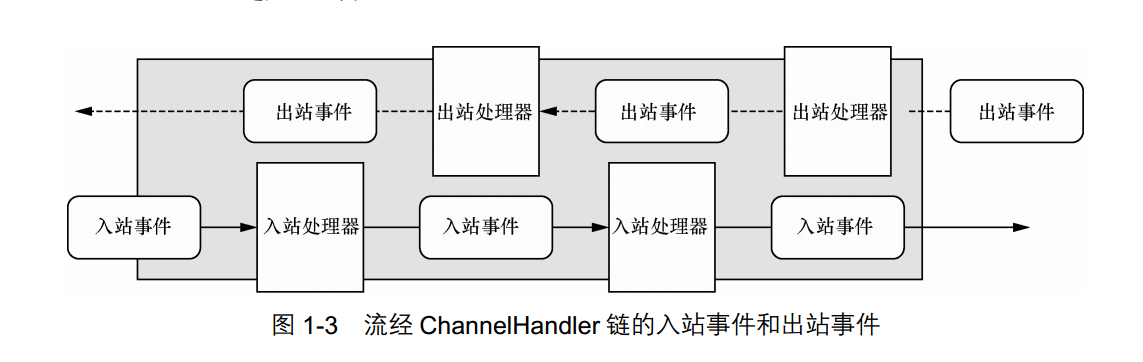 出站事件 出站处理器 出站事件 出站处理器 出站事件
入站事件 入站处理器 入站事件 入站处理器 入站事件
图 1-3 流经 ChannelHandler 链的入站事件和出站事件